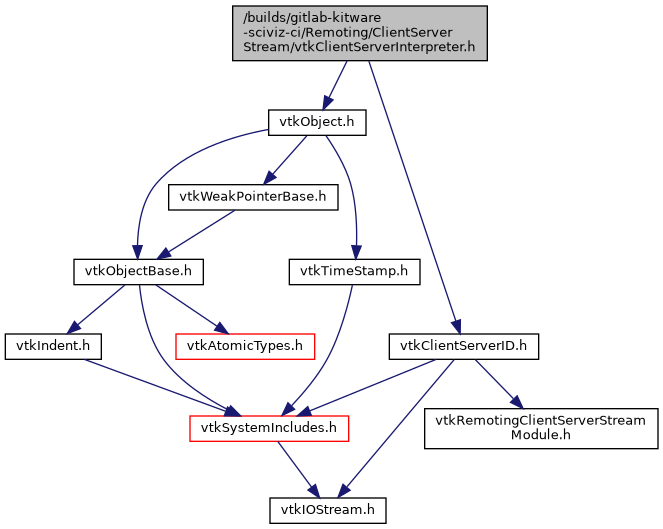 /builds/gitlab-kitware
-sciviz-ci/Remoting/ClientServer
Stream/vtkClientServerInterpreter.h
vtkObject.h
vtkWeakPointerBase.h
vtkObjectBase.h
vtkTimeStamp.h
vtkIndent.h
vtkAtomicTypes.h
vtkClientServerID.h
vtkSystemIncludes.h
vtkRemotingClientServerStream
Module.h
vtkIOStream.h